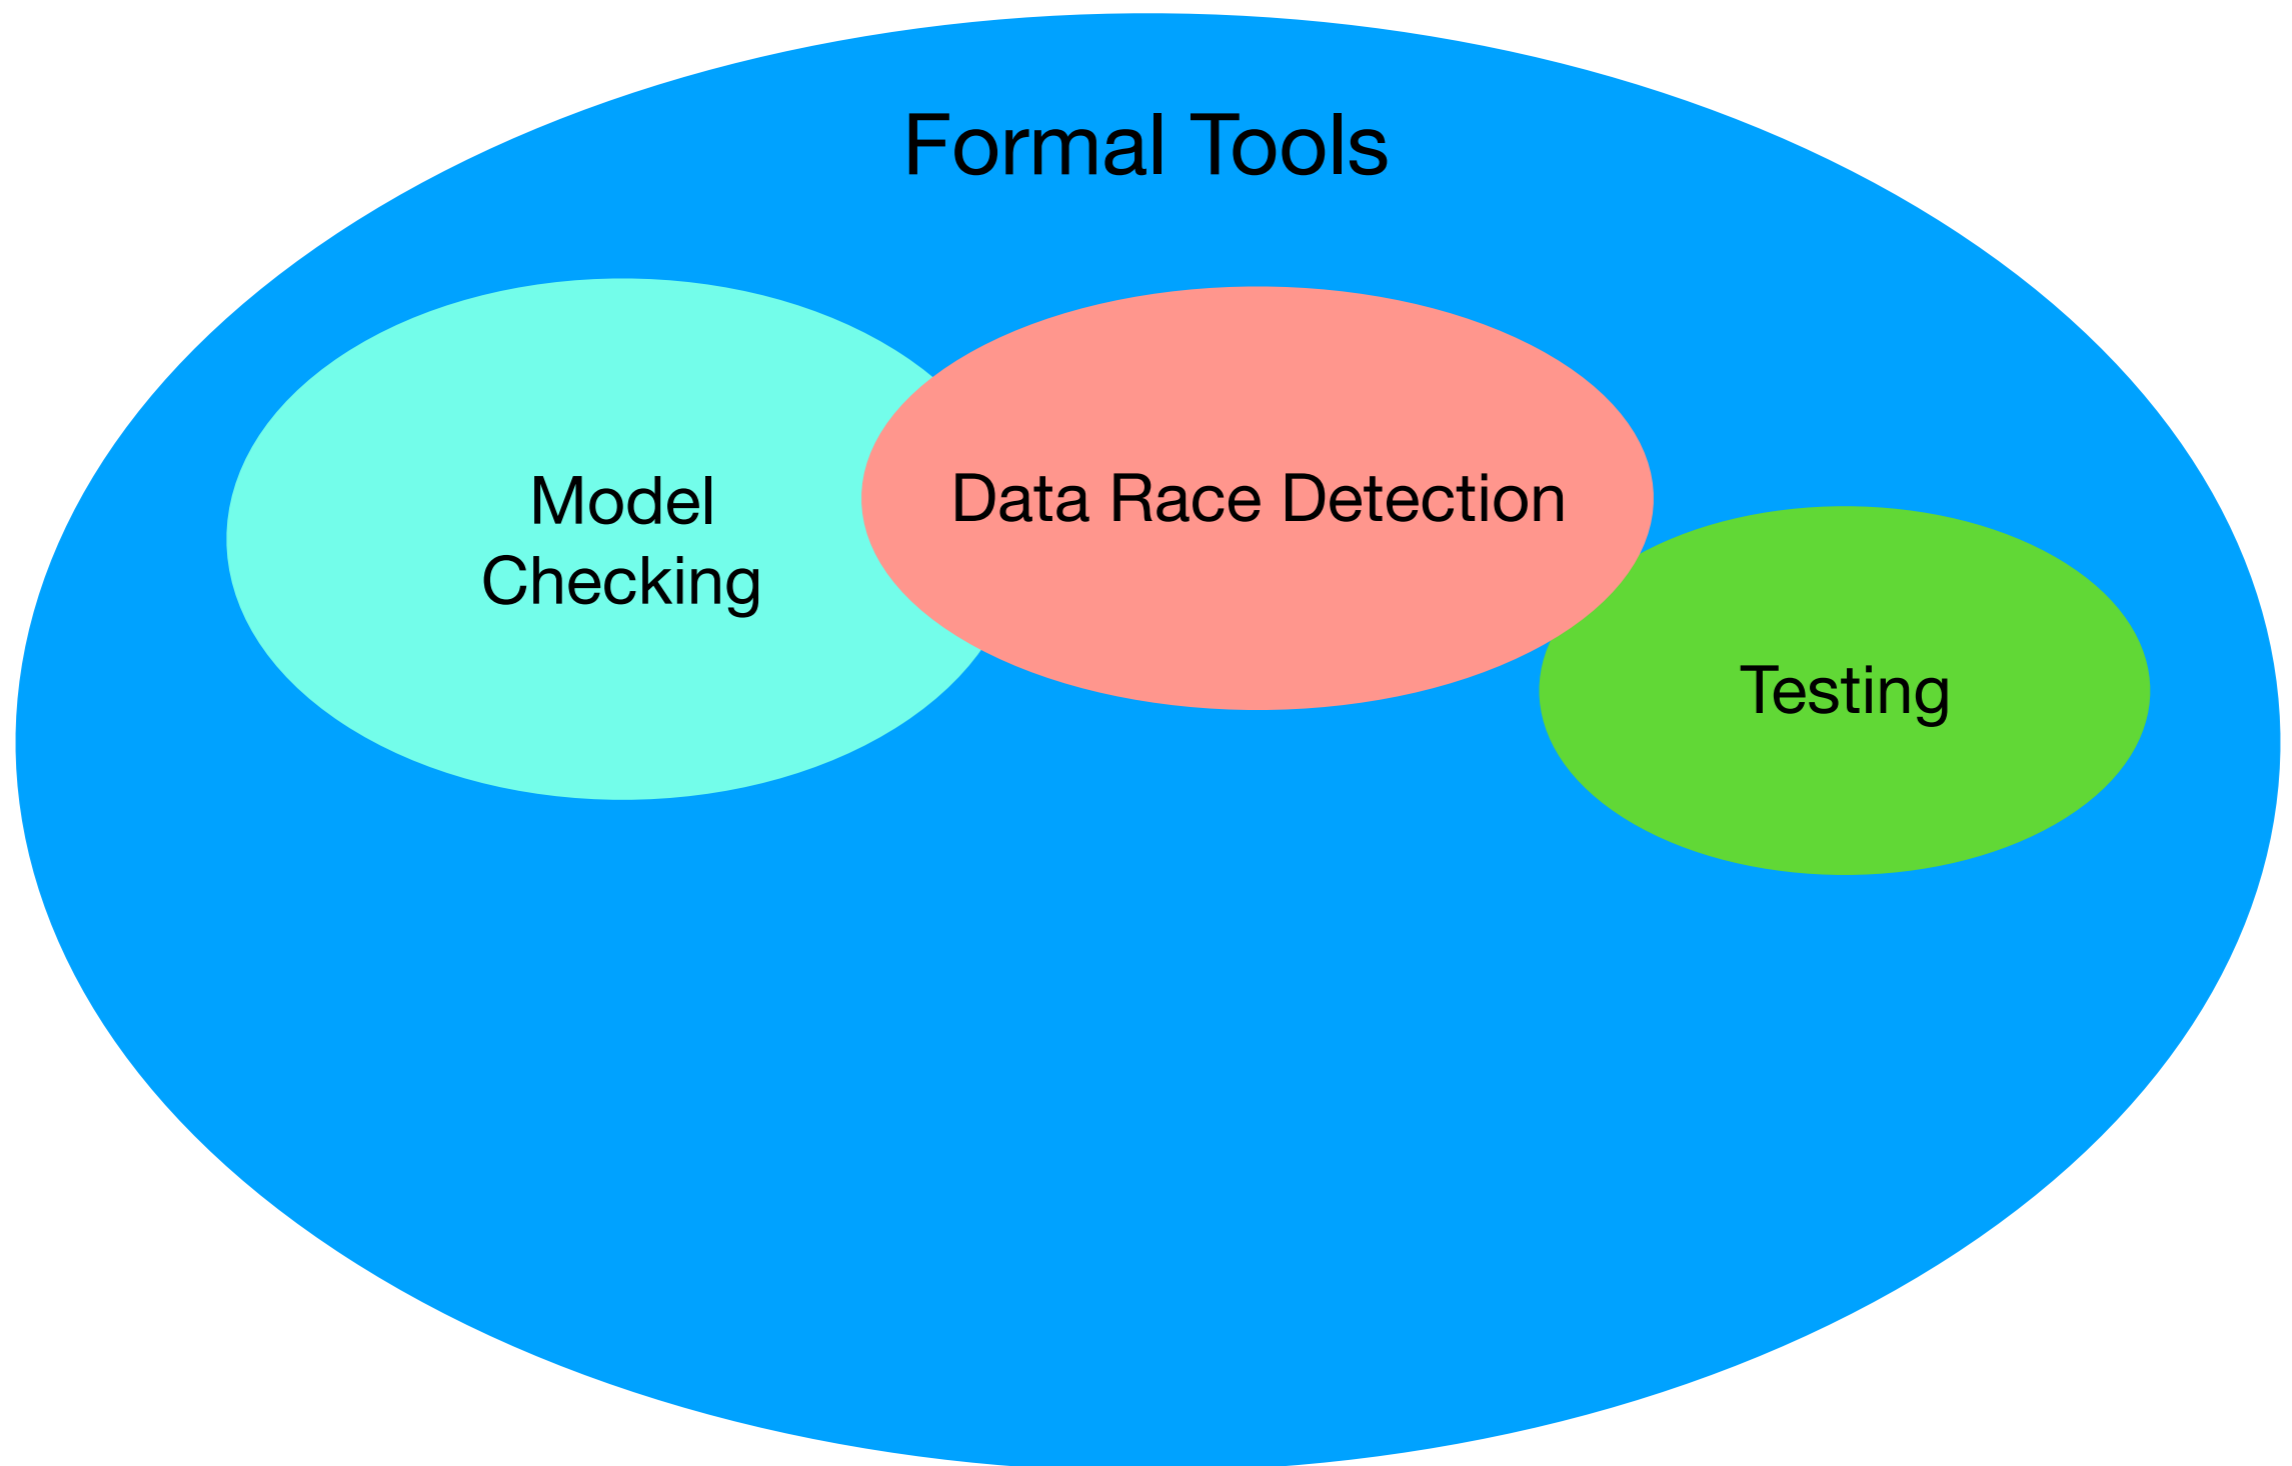 Formal Tools
Model
Checking
Data Race Detection
Testing